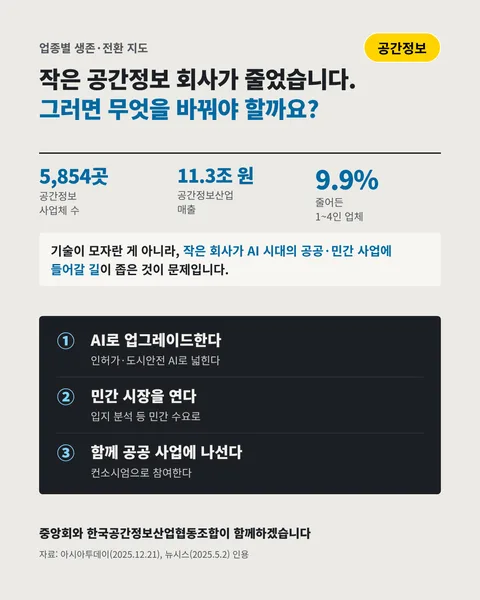 업종별 생존·전환 지도
공간정보
작은 공간정보 회사가 줄었습니다.
그러면 무엇을 바꿔야 할까요?
5,854곳
공간정보
사업체 수
11.3조 원
공간정보산업
매출
9.9%
줄어든
1~4인 업체
기술이 모자란 게 아니라, 작은 회사가 AI 시대의 공공·민간 사업에
들어갈 길이 좁은 것이 문제입니다.
1 AI로 업그레이드한다
인허가·도시안전 AI로 넓힌다
2 민간 시장을 연다
입지 분석 등 민간 수요로
3 함께 공공 사업에 나선다
컨소시엄으로 참여한다
중앙회와 한국공간정보산업협동조합이 함께하겠습니다
자료: 아시아투데이(2025.12.21), 뉴시스(2025.5.2) 인용